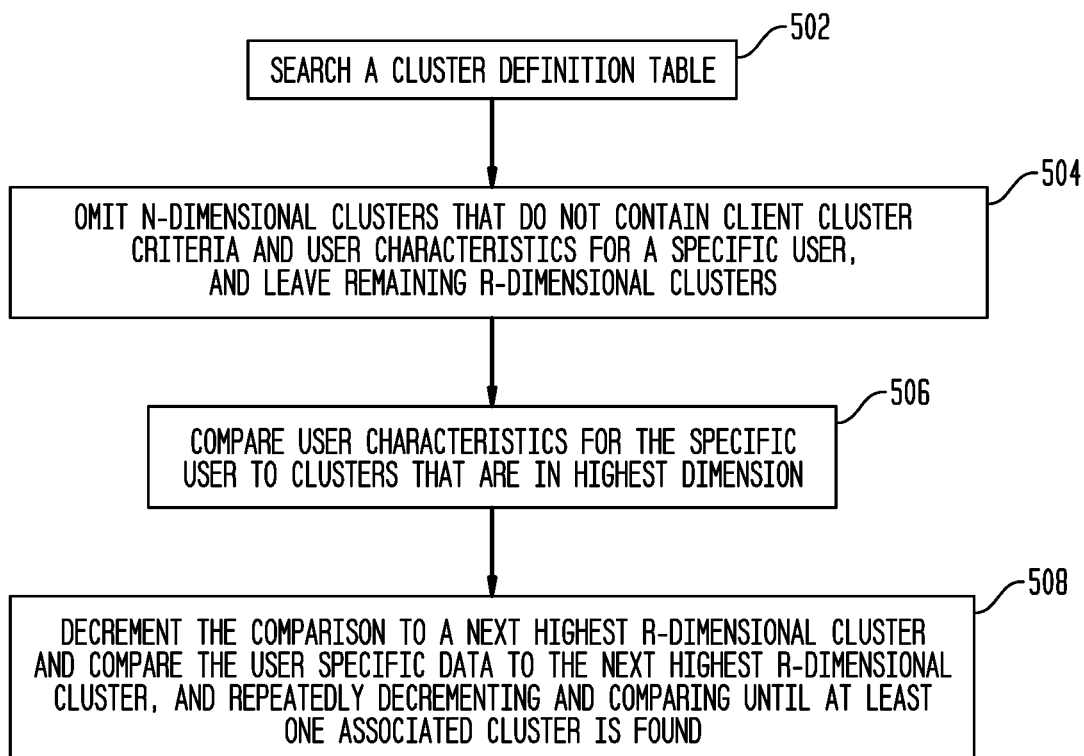 502
SEARCH A CLUSTER DEFINITION TABLE
504
OMIT N-DIMENSIONAL CLUSTERS THAT DO NOT CONTAIN CLIENT CLUSTER
CRITERIA AND USER CHARACTERISTICS FOR A SPECIFIC USER,
AND LEAVE REMAINING R-DIMENSIONAL CLUSTERS
506
COMPARE USER CHARACTERISTICS FOR THE SPECIFIC
USER TO CLUSTERS THAT ARE IN HIGHEST DIMENSION
508
DECREMENT THE COMPARISON TO A NEXT HIGHEST R-DIMENSIONAL CLUSTER
AND COMPARE THE USER SPECIFIC DATA TO THE NEXT HIGHEST R-DIMENSIONAL
CLUSTER, AND REPEATEDLY DECREMENTING AND COMPARING UNTIL AT LEAST
ONE ASSOCIATED CLUSTER IS FOUND